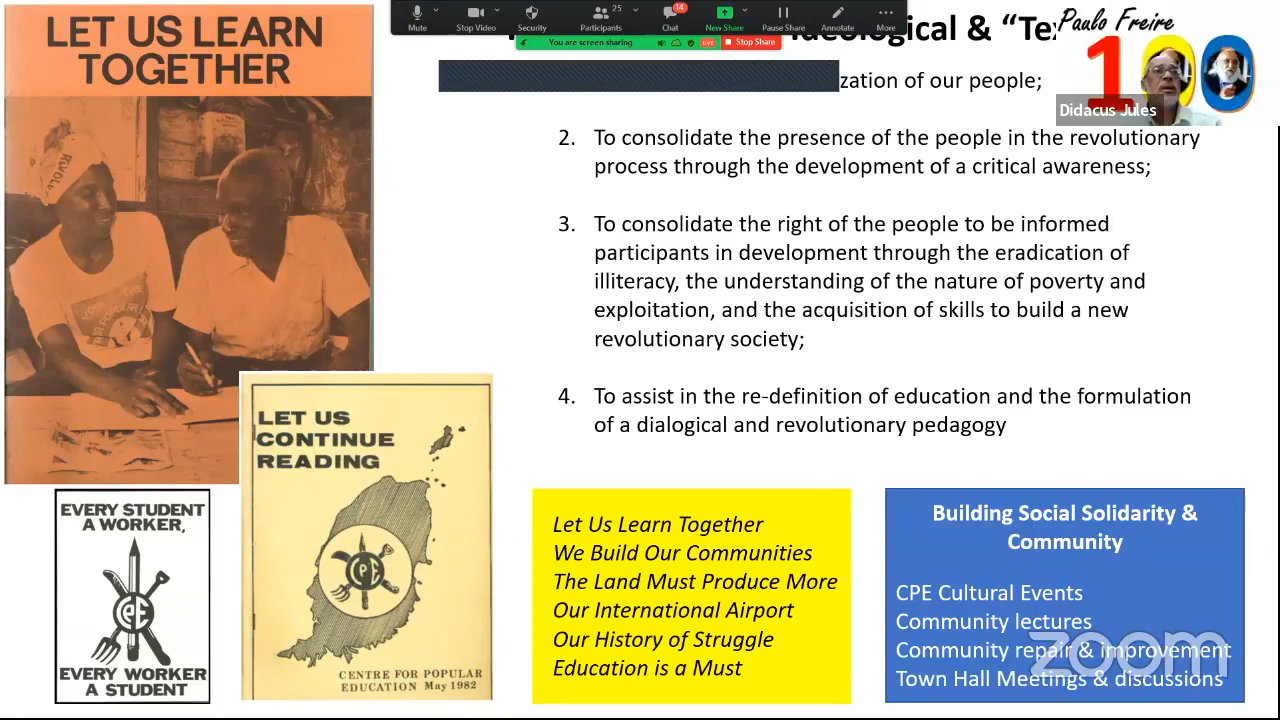 Mute
Stop Video
Security
25
Participants
14
Chat
New Share
Pause Share
Annotate
More
You are screen sharing
LIVE
Stop Share
Paulo Freire
100
Didacus Jules
LET US LEARN
TOGETHER
zation of our people;
2. To consolidate the presence of the people in the revolutionary
process through the development of a critical awareness;
3. To consolidate the right of the people to be informed
participants in development through the eradication of
illiteracy, the understanding of the nature of poverty and
exploitation, and the acquisition of skills to build a new
revolutionary society;
4. To assist in the re-definition of education and the formulation
of a dialogical and revolutionary pedagogy
LET US
CONTINUE
READING
CPE
CENTRE FOR POPULAR
EDUCATION May 1982
EVERY STUDENT
A WORKER,
CPE
EVERY WORKER
A STUDENT
Let Us Learn Together
We Build Our Communities
The Land Must Produce More
Our International Airport
Our History of Struggle
Education is a Must
Building Social Solidarity &
Community
CPE Cultural Events
Community lectures
Community repair & improvement
Town Hall Meetings & discussions
zoom